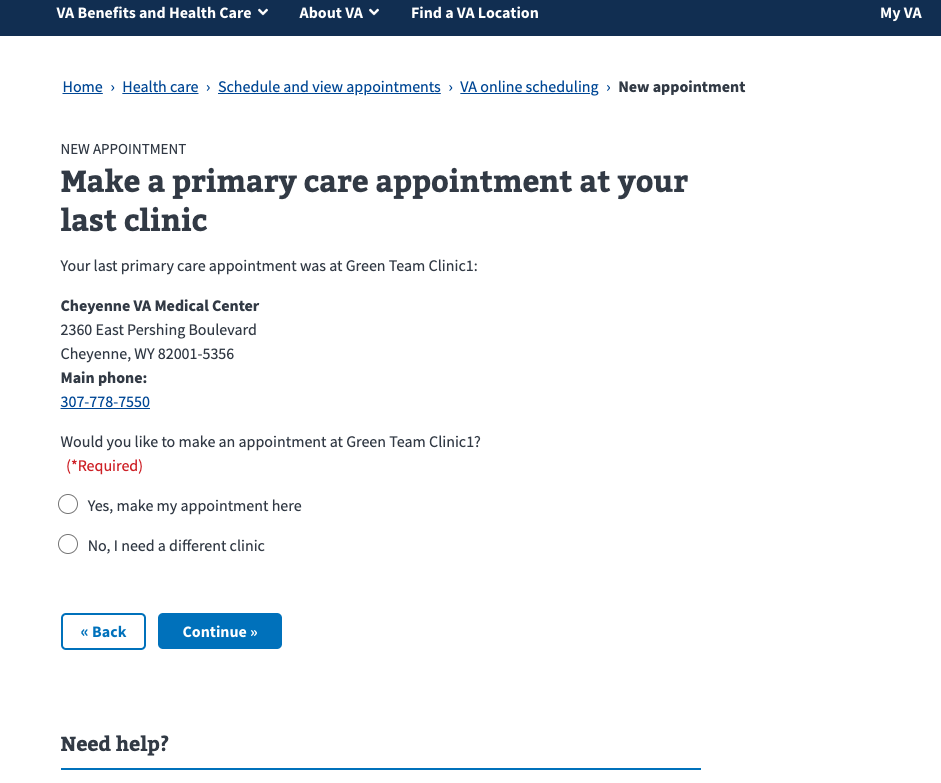 VA Benefits and Health Care About VA Find a VA Location My VA
Home › Health care › Schedule and view appointments › VA online scheduling › New appointment
NEW APPOINTMENT
Make a primary care appointment at your
last clinic
Your last primary care appointment was at Green Team Clinic1:
Cheyenne VA Medical Center
2360 East Pershing Boulevard
Cheyenne, WY 82001-5356
Main phone:
307-778-7550
Would you like to make an appointment at Green Team Clinic1?
(*Required)
Yes, make my appointment here
No, I need a different clinic
« Back Continue »
Need help?